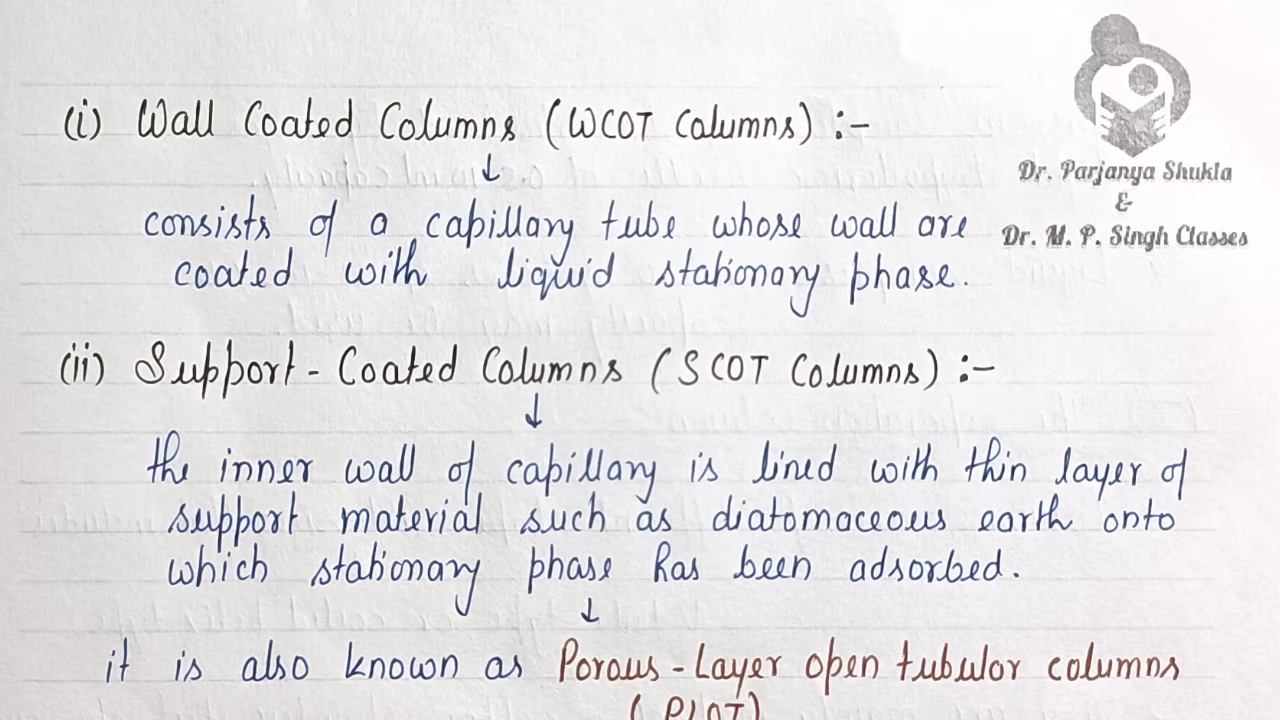 (i) Wall Coated Columns (WCOT Columns) :-
↓
consists of a capillary tube whose wall are
coated with liquid stationary phase.
(ii) Support-Coated Columns (SCOT Columns) :-
↓
the inner wall of capillary is lined with thin layer of
support material such as diatomaceous earth onto
which stationary phase has been adsorbed.
↓
it is also known as Porous-Layer open tubulor columns
(PLOT)
Dr. Parjanya Shukla
&
Dr. M. P. Singh Classes